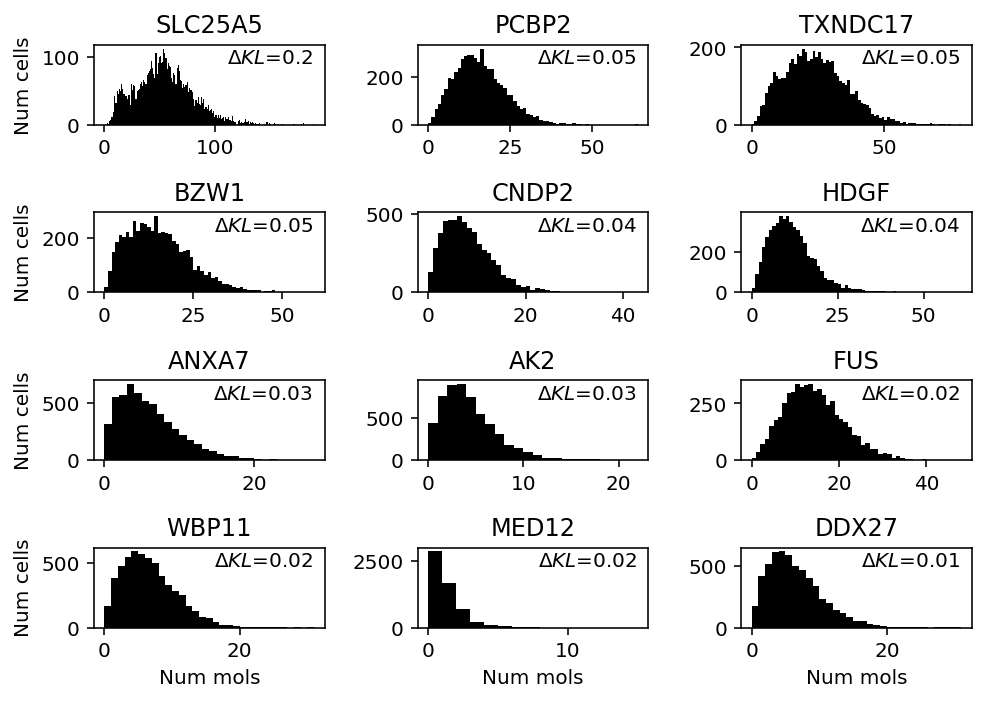 SLC25A5 PCBP2 TXNDC17
Num cells
100
0
ΔKL=0.2
0 100
200
0
ΔKL=0.05
0 25 50
200
0
ΔKL=0.05
0 50
BZW1 CNDP2 HDGF
Num cells
200
0
ΔKL=0.05
0 25 50
500
0
ΔKL=0.04
0 20 40
200
0
ΔKL=0.04
0 25 50
ANXA7 AK2 FUS
Num cells
500
0
ΔKL=0.03
0 20
500
0
ΔKL=0.03
0 10 20
250
0
ΔKL=0.02
0 20 40
WBP11 MED12 DDX27
Num cells
500
0
ΔKL=0.02
0 20
Num mols
2500
0
ΔKL=0.02
0 10
Num mols
500
0
ΔKL=0.01
0 20
Num mols